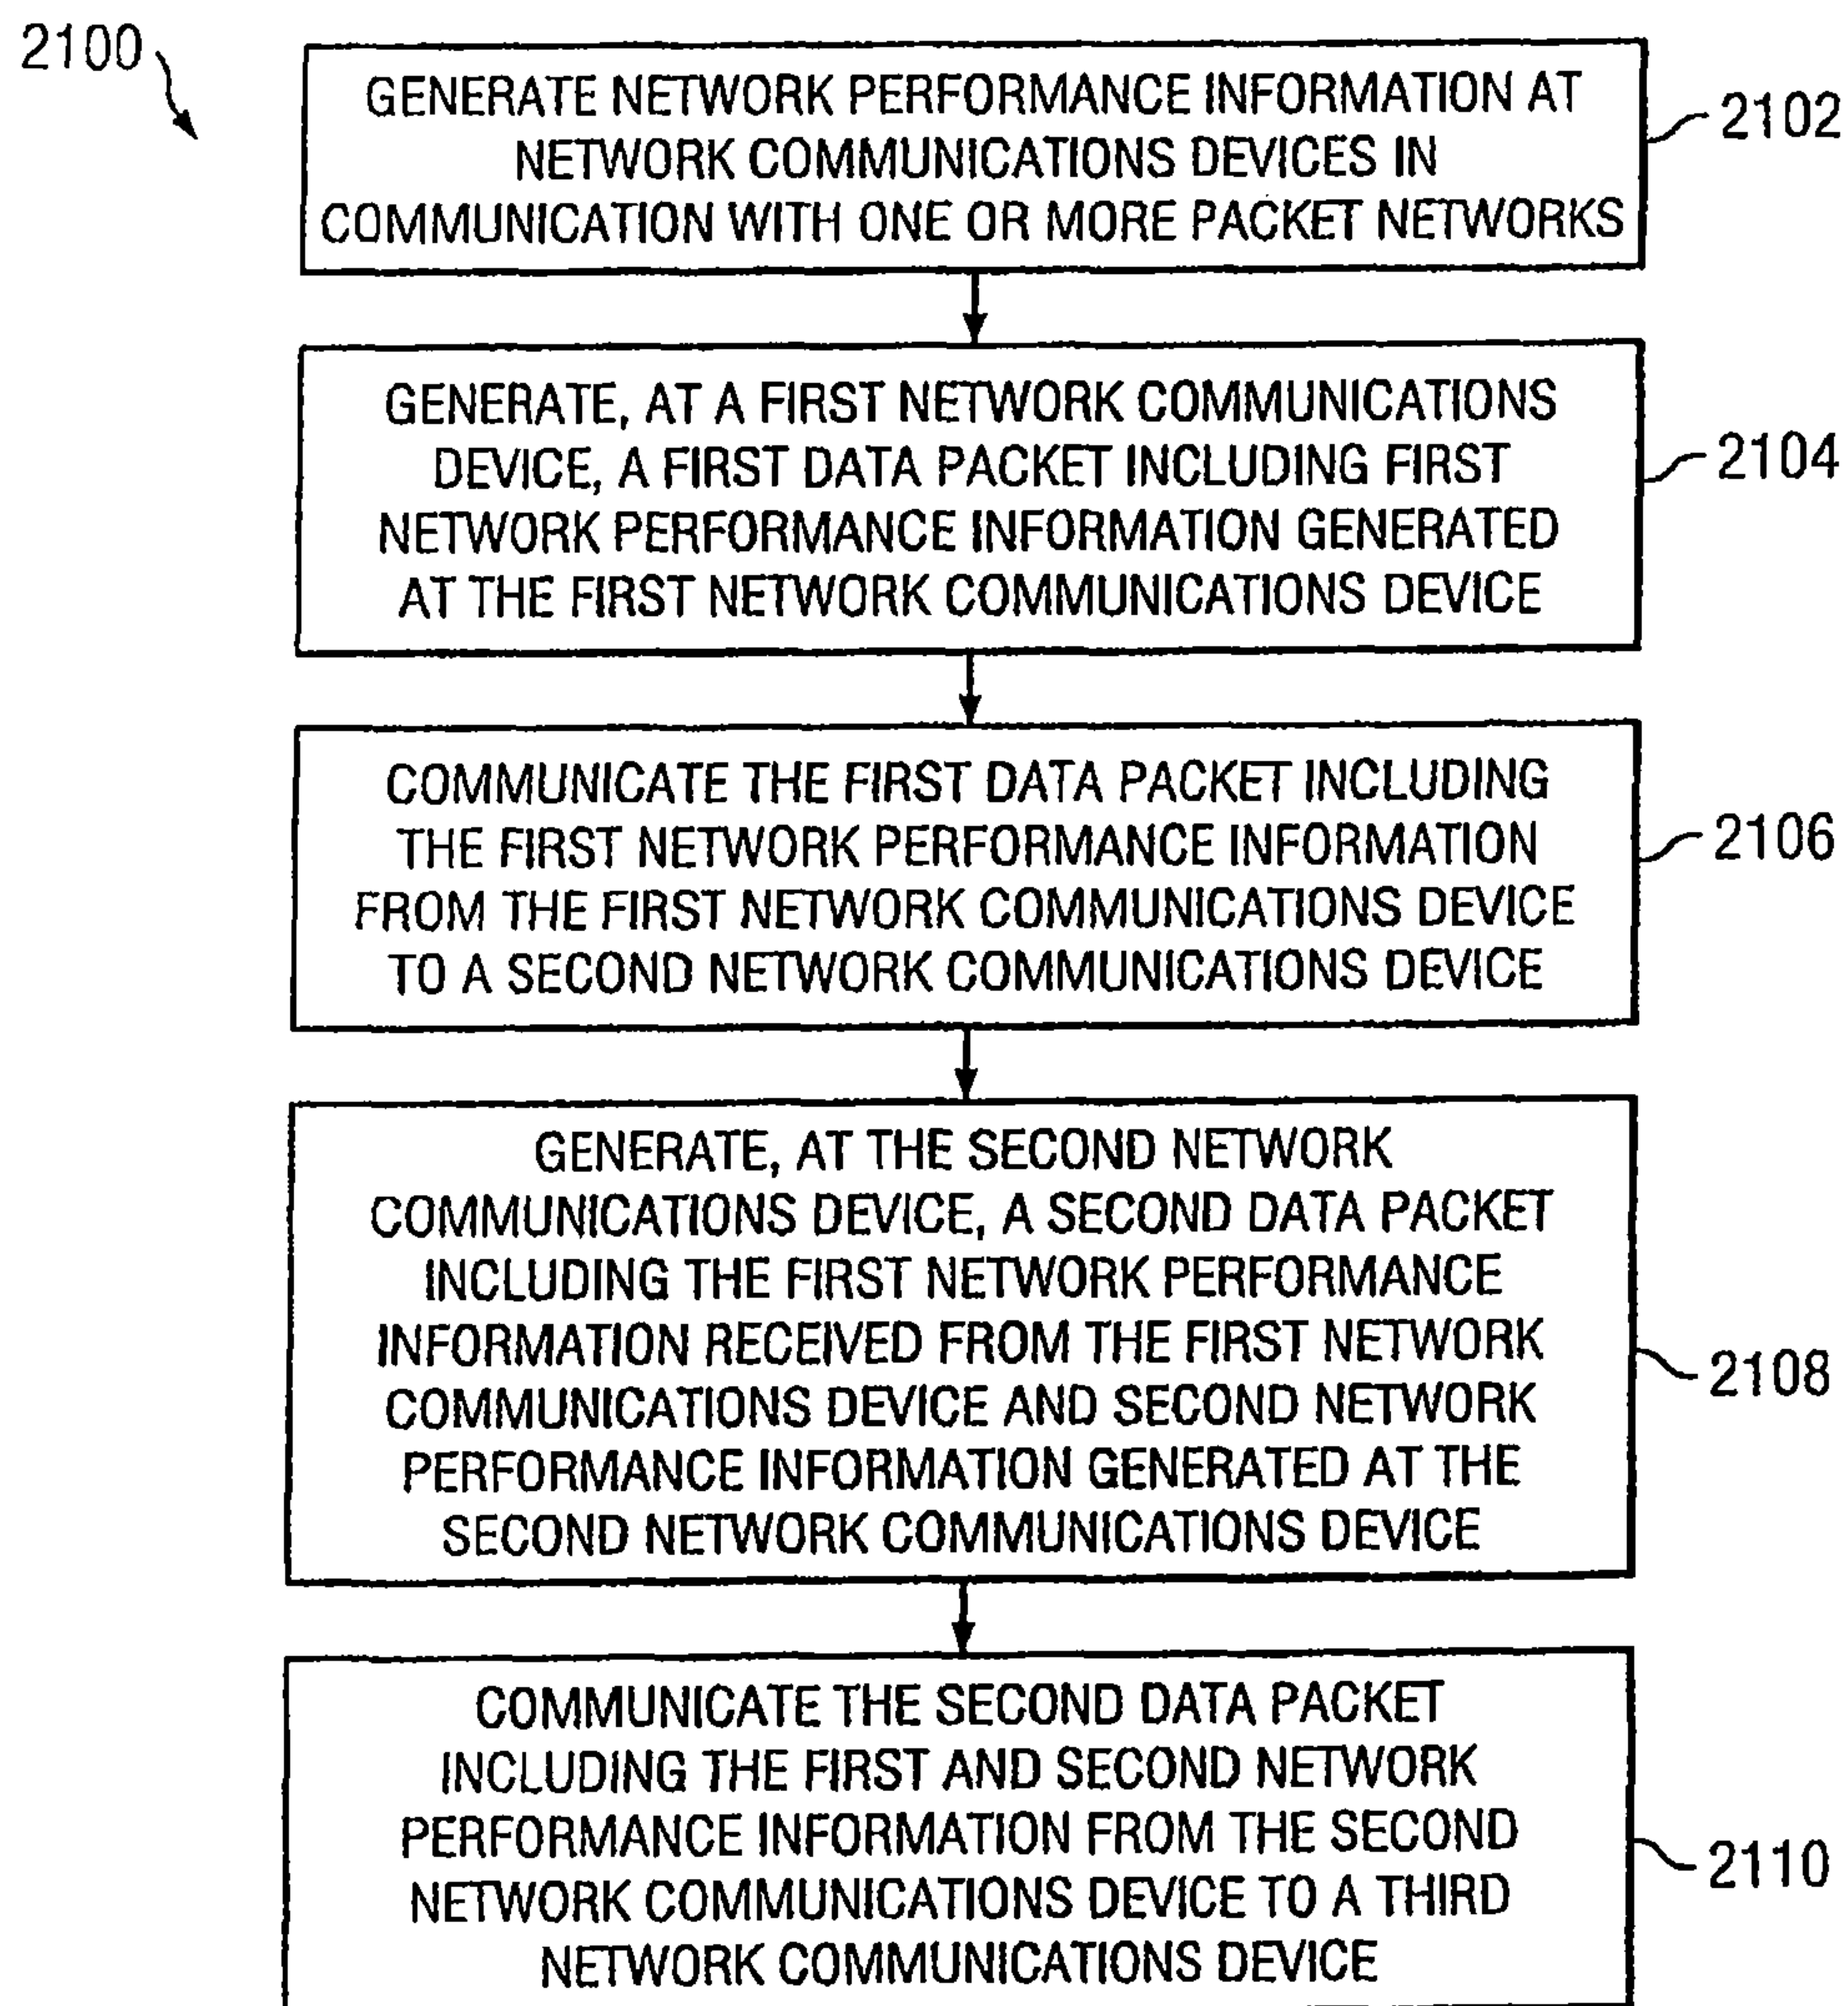 2100
GENERATE NETWORK PERFORMANCE INFORMATION AT
NETWORK COMMUNICATIONS DEVICES IN
COMMUNICATION WITH ONE OR MORE PACKET NETWORKS
2102
GENERATE, AT A FIRST NETWORK COMMUNICATIONS
DEVICE, A FIRST DATA PACKET INCLUDING FIRST
NETWORK PERFORMANCE INFORMATION GENERATED
AT THE FIRST NETWORK COMMUNICATIONS DEVICE
2104
COMMUNICATE THE FIRST DATA PACKET INCLUDING
THE FIRST NETWORK PERFORMANCE INFORMATION
FROM THE FIRST NETWORK COMMUNICATIONS DEVICE
TO A SECOND NETWORK COMMUNICATIONS DEVICE
2106
GENERATE, AT THE SECOND NETWORK
COMMUNICATIONS DEVICE, A SECOND DATA PACKET
INCLUDING THE FIRST NETWORK PERFORMANCE
INFORMATION RECEIVED FROM THE FIRST NETWORK
COMMUNICATIONS DEVICE AND SECOND NETWORK
PERFORMANCE INFORMATION GENERATED AT THE
SECOND NETWORK COMMUNICATIONS DEVICE
2108
COMMUNICATE THE SECOND DATA PACKET
INCLUDING THE FIRST AND SECOND NETWORK
PERFORMANCE INFORMATION FROM THE SECOND
NETWORK COMMUNICATIONS DEVICE TO A THIRD
NETWORK COMMUNICATIONS DEVICE
2110